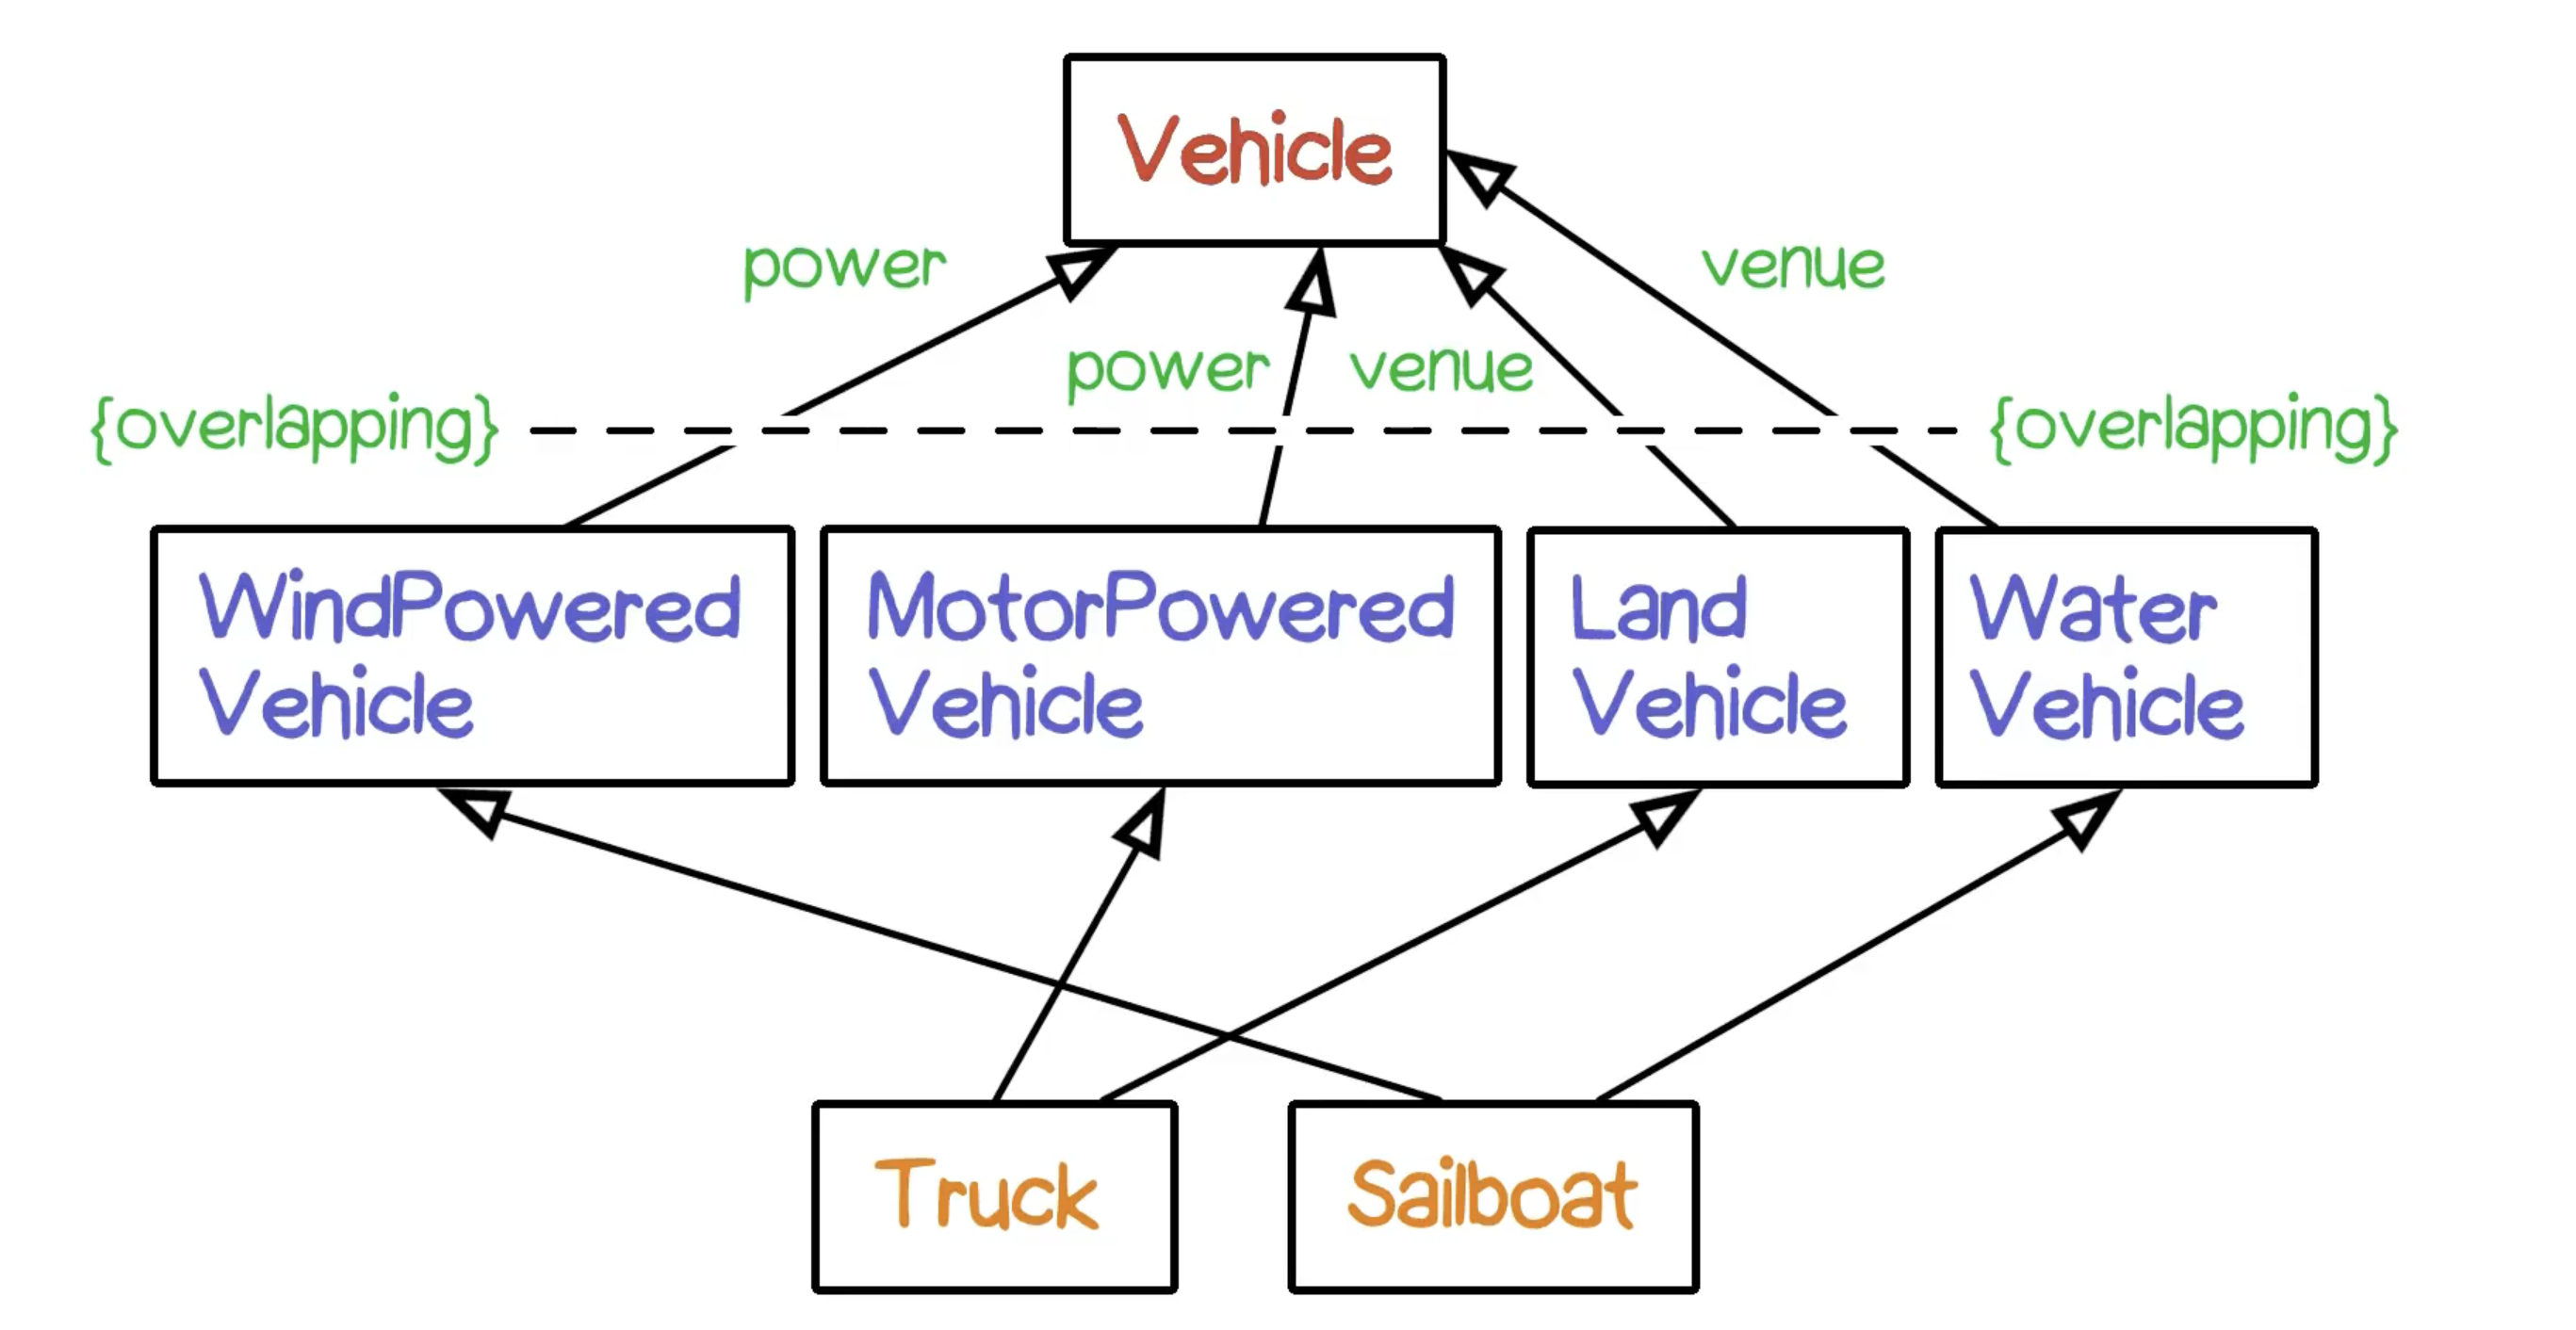 Vehicle
power
venue
power
venue
{overlapping}
{overlapping}
WindPowered
Vehicle
MotorPowered
Vehicle
Land
Vehicle
Water
Vehicle
Truck
Sailboat